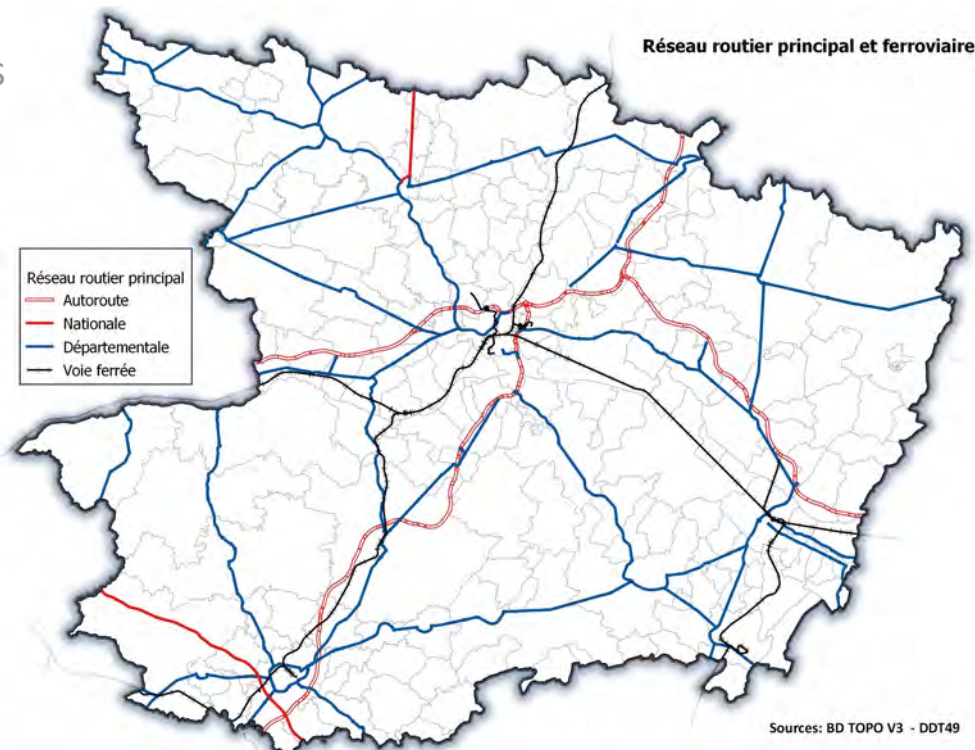 Réseau routier principal et ferroviaire
s
Réseau routier principal
Autoroute
Nationale
Départementale
Voie ferrée
Sources: BD TOPO V3 - DDT49